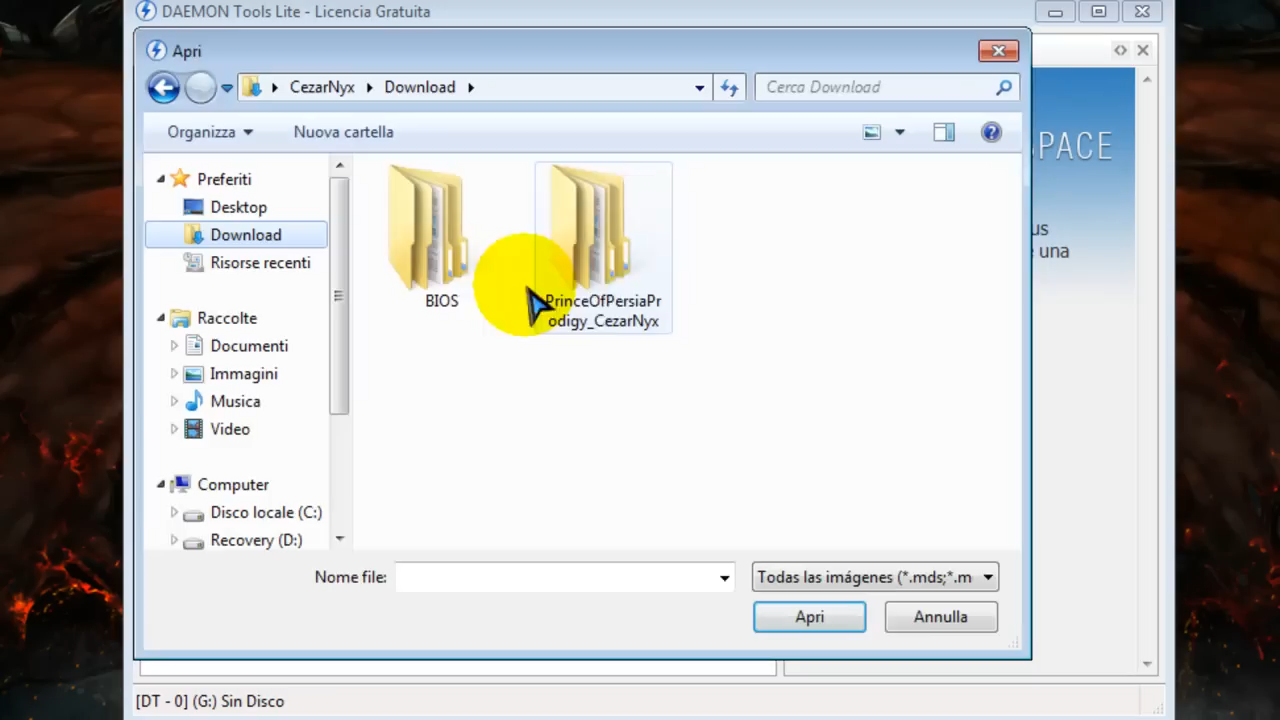 DAEMON Tools Lite - Licencia Gratuita
Apri
CezarNyx
Download
Cerca Download
Organizza
Nuova cartella
PACE
us
e una
Preferiti
Desktop
Download
Risorse recenti
Raccolte
Documenti
Immagini
Musica
Video
Computer
Disco locale (C:)
Recovery (D:)
BIOS
PrinceOfPersiaPr
odigy_CezarNyx
Nome file:
Todas las imágenes (*.mds;*.m
Apri
Annulla
[DT - 0] (G:) Sin Disco